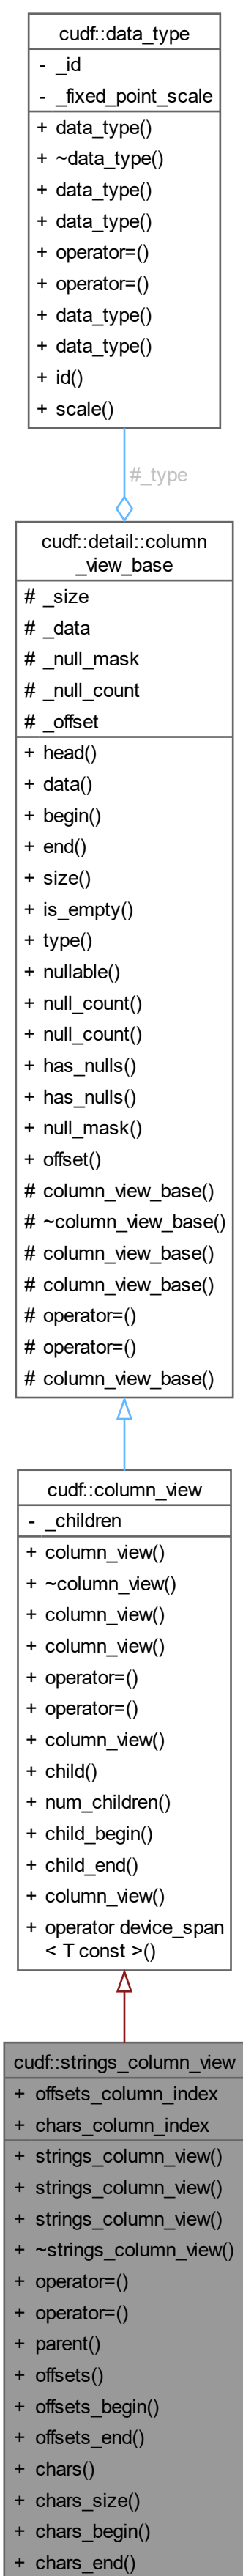 cudf::data_type
- _id
- _fixed_point_scale
+ data_type()
+ ~data_type()
+ data_type()
+ data_type()
+ operator=()
+ operator=()
+ data_type()
+ data_type()
+ id()
+ scale()
#_type
cudf::detail::column
_view_base
# _size
# _data
# _null_mask
# _null_count
# _offset
+ head()
+ data()
+ begin()
+ end()
+ size()
+ is_empty()
+ type()
+ nullable()
+ null_count()
+ null_count()
+ has_nulls()
+ has_nulls()
+ null_mask()
+ offset()
# column_view_base()
# ~column_view_base()
# column_view_base()
# column_view_base()
# operator=()
# operator=()
# column_view_base()
cudf::column_view
- _children
+ column_view()
+ ~column_view()
+ column_view()
+ column_view()
+ operator=()
+ operator=()
+ column_view()
+ child()
+ num_children()
+ child_begin()
+ child_end()
+ column_view()
+ operator device_span
< T const >()
cudf::strings_column_view
+ offsets_column_index
+ chars_column_index
+ strings_column_view()
+ strings_column_view()
+ strings_column_view()
+ ~strings_column_view()
+ operator=()
+ operator=()
+ parent()
+ offsets()
+ offsets_begin()
+ offsets_end()
+ chars()
+ chars_size()
+ chars_begin()
+ chars_end()